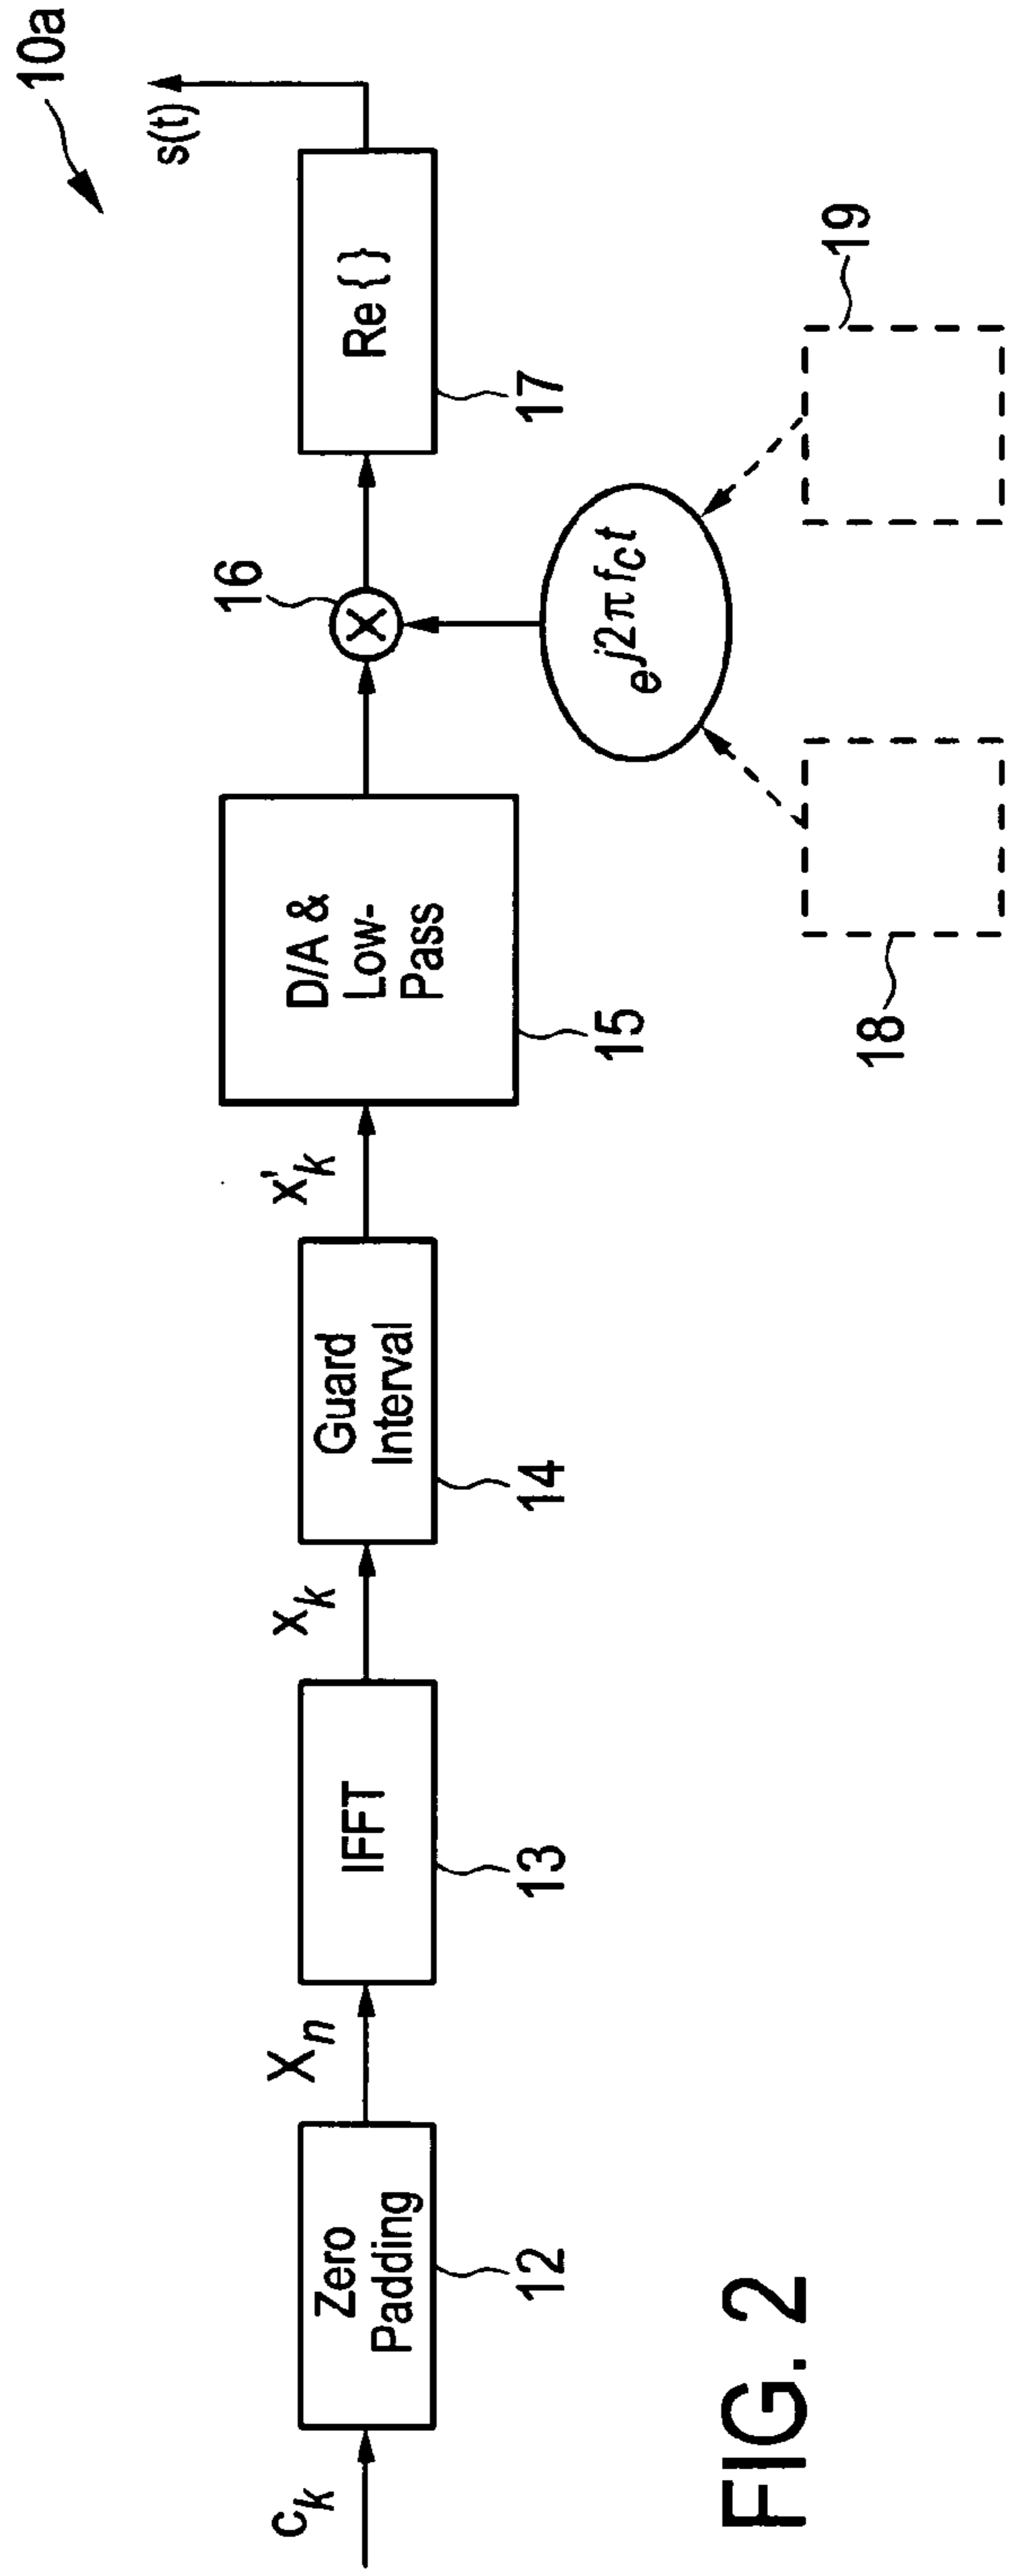 10a
c_k
Zero
Padding
12
X_n
IFFT
13
x_k
Guard
Interval
14
x'_k
D/A &
Low-
Pass
15
16
X
e^{j2πf_ct}
Re { }
17
s(t)
18
19
FIG. 2